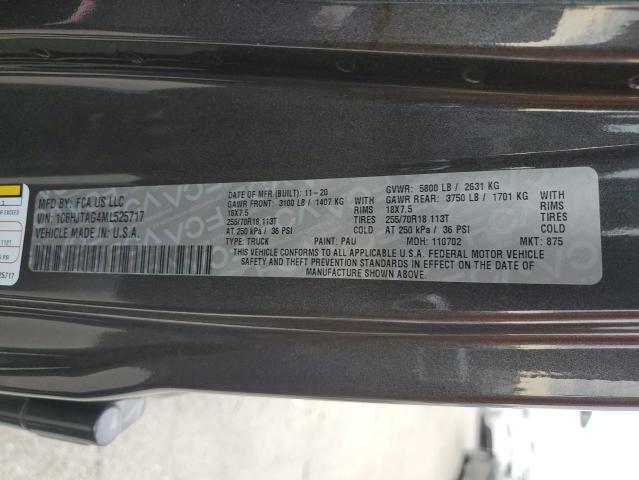 MFD BY: FCA US LLC
VIN: 1C6HJTAG4ML525717
VEHICLE MADE IN: U.S.A.
DATE OF MFR (BUILT): 11-20
GAWR FRONT: 3100 LB / 1407 KG
18X7.5 RIMS
255/70R18 113T TIRES
AT 250 kPa / 36 PSI COLD
TYPE: TRUCK PAINT: PAU
GVWR: 5800 LB / 2631 KG
GAWR REAR: 3750 LB / 1701 KG
18X7.5 RIMS
255/70R18 113T TIRES
AT 250 kPa / 36 PSI COLD
MDH: 110702 MKT: 875
THIS VEHICLE CONFORMS TO ALL APPLICABLE U.S.A. FEDERAL MOTOR VEHICLE
SAFETY AND THEFT PREVENTION STANDARDS IN EFFECT ON THE DATE OF
MANUFACTURE SHOWN ABOVE.